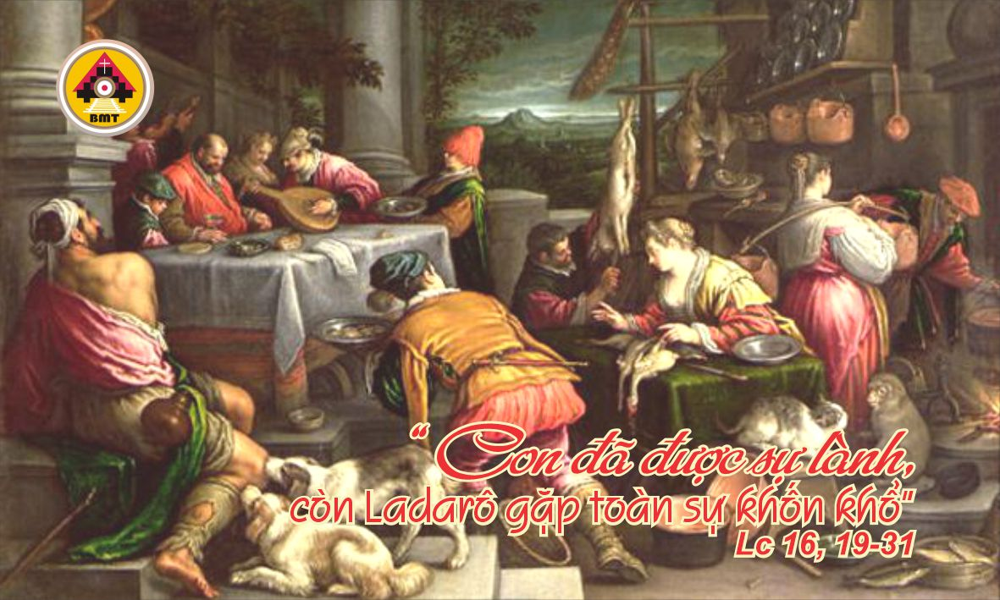 BMT
“Con đã được sự lành,
còn Ladarô gặp toàn sự khốn khổ"
Lc 16, 19-31